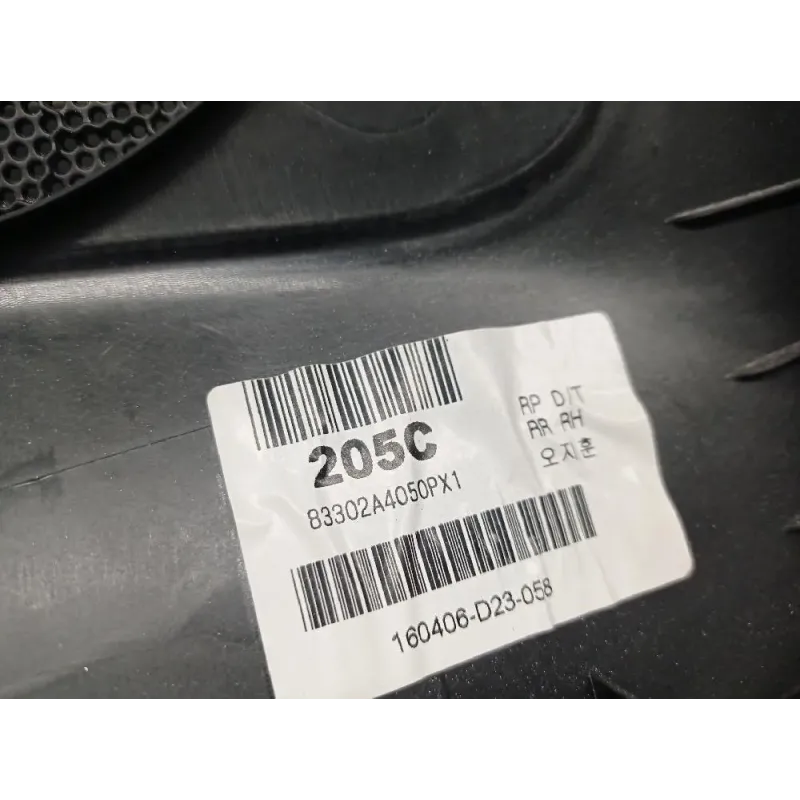 205C
83302A4050PX1
RP D/T
RR RH
오지훈
160406-D23-058